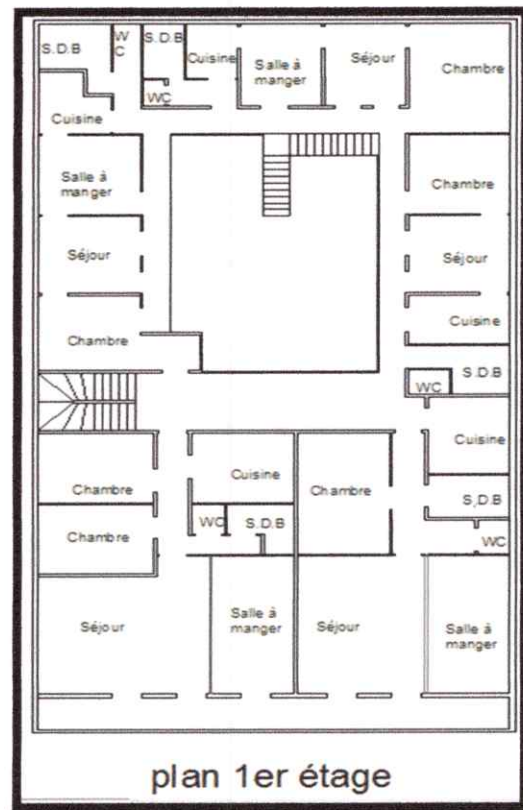 S.D.B
W
C
S.D.B
Cuisine
WC
Salle à
manger
Séjour
Chambre
Cuisine
Salle à
manger
Chambre
Séjour
Séjour
Cuisine
Chambre
S.D.B
WC
Cuisine
Chambre
Cuisine
Chambre
S,D.B
WC
S.D.B
Chambre
WC
Séjour
Salle à
manger
Séjour
Salle à
manger
plan 1er étage